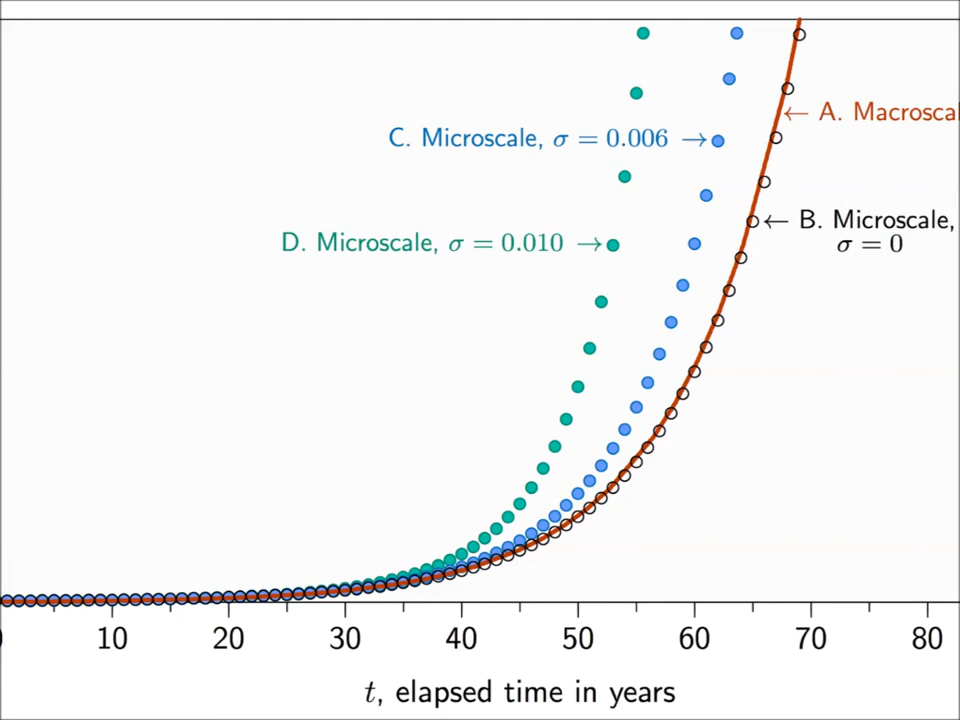 ← A. Macroscal
C. Microscale, σ = 0.006 →
← B. Microscale,
σ = 0
D. Microscale, σ = 0.010 →
0 10 20 30 40 50 60 70 80
t, elapsed time in years